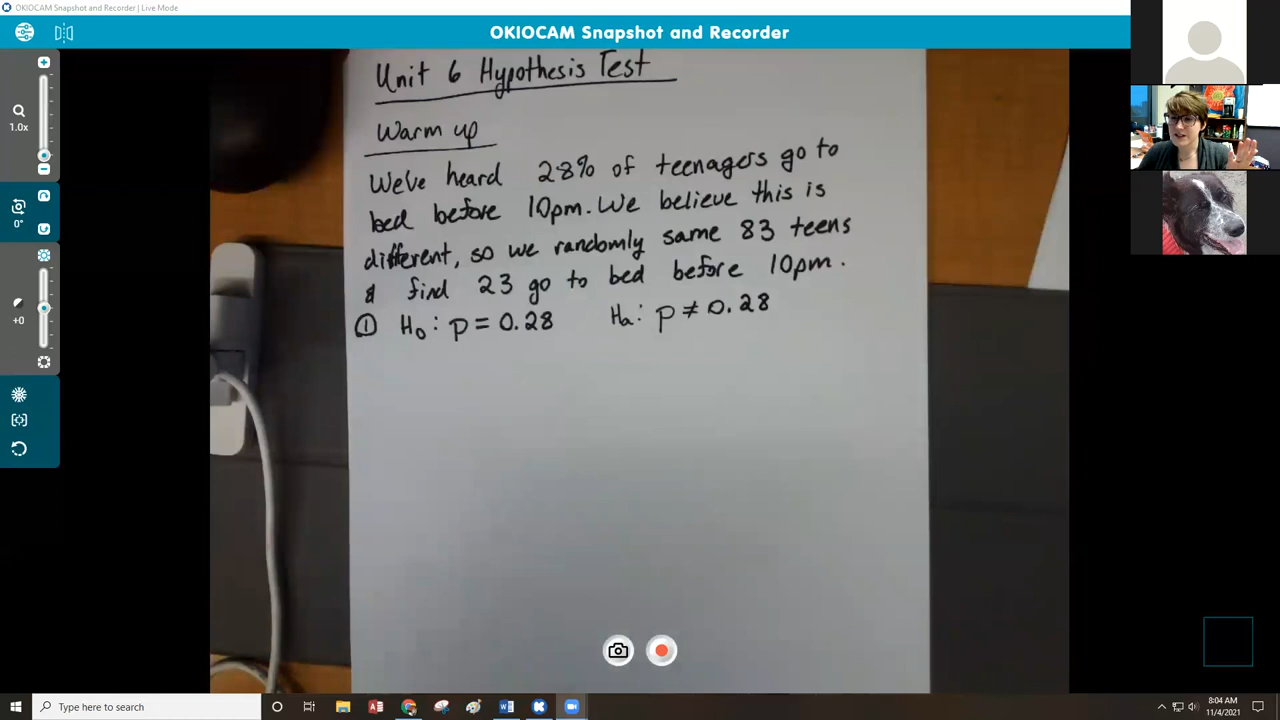 OKIOCAM Snapshot and Recorder | Live Mode
OKIOCAM Snapshot and Recorder
1.0x
0°
+0
Unit 6 Hypothesis Test
Warm up
We've heard 28% of teenagers go to
bed before 10pm. We believe this is
different, so we randomly same 83 teens
& find 23 go to bed before 10pm.
① H₀: p = 0.28 Hₐ: p ≠ 0.28
Type here to search
8:04 AM
11/4/2021